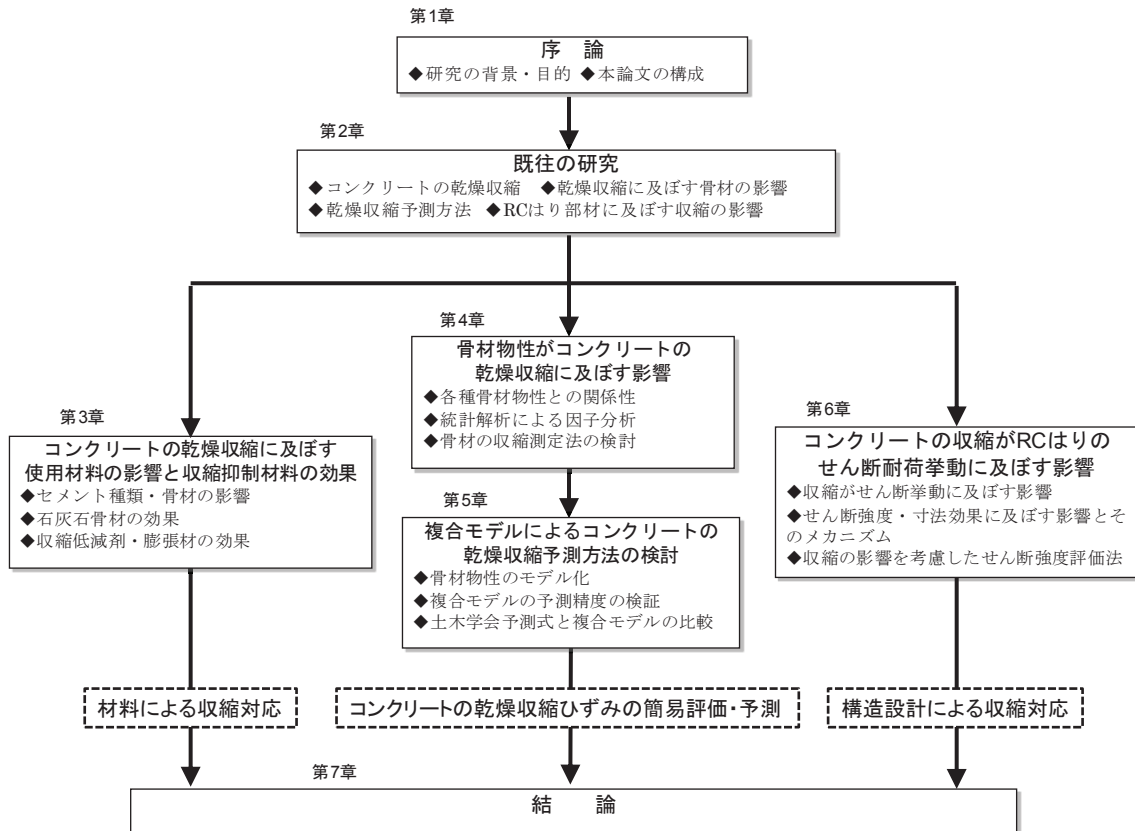 第1章
序　論
◆研究の背景・目的 ◆本論文の構成
第2章
既往の研究
◆コンクリートの乾燥収縮　◆乾燥収縮に及ぼす骨材の影響
◆乾燥収縮予測方法　◆RCはり部材に及ぼす収縮の影響
第3章
コンクリートの乾燥収縮に及ぼす
使用材料の影響と収縮抑制材料の効果
◆セメント種類・骨材の影響
◆石灰石骨材の効果
◆収縮低減剤・膨張材の効果
第4章
骨材物性がコンクリートの
乾燥収縮に及ぼす影響
◆各種骨材物性との関係性
◆統計解析による因子分析
◆骨材の収縮測定法の検討
第5章
複合モデルによるコンクリートの
乾燥収縮予測方法の検討
◆骨材物性のモデル化
◆複合モデルの予測精度の検証
◆土木学会予測式と複合モデルの比較
第6章
コンクリートの収縮がRCはりの
せん断耐荷挙動に及ぼす影響
◆収縮がせん断挙動に及ぼす影響
◆せん断強度・寸法効果に及ぼす影響とそ
のメカニズム
◆収縮の影響を考慮したせん断強度評価法
材料による収縮対応
コンクリートの乾燥収縮ひずみの簡易評価・予測
構造設計による収縮対応
第7章
結　論